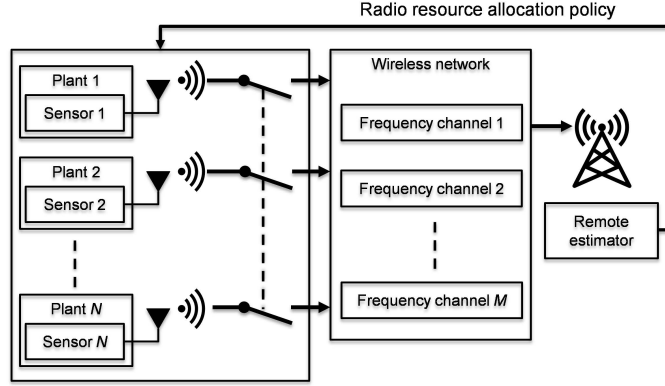 Radio resource allocation policy
Plant 1
Sensor 1
Plant 2
Sensor 2
Plant N
Sensor N
Wireless network
Frequency channel 1
Frequency channel 2
Frequency channel M
Remote
estimator